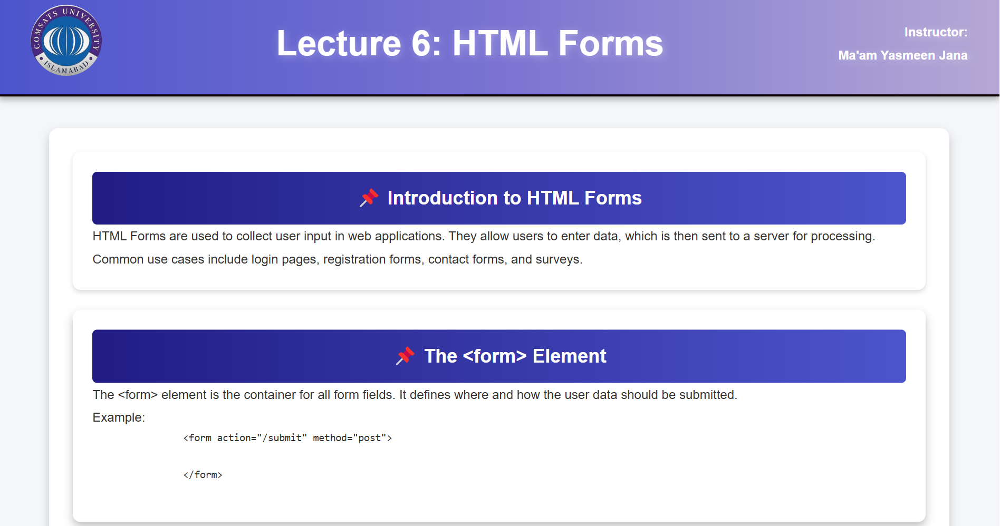 COMSATS UNIVERSITY
ISLAMABAD
Lecture 6: HTML Forms
Instructor:
Ma'am Yasmeen Jana
Introduction to HTML Forms
HTML Forms are used to collect user input in web applications. They allow users to enter data, which is then sent to a server for processing.
Common use cases include login pages, registration forms, contact forms, and surveys.
The <form> Element
The <form> element is the container for all form fields. It defines where and how the user data should be submitted.
Example:
<form action="/submit" method="post">
</form>